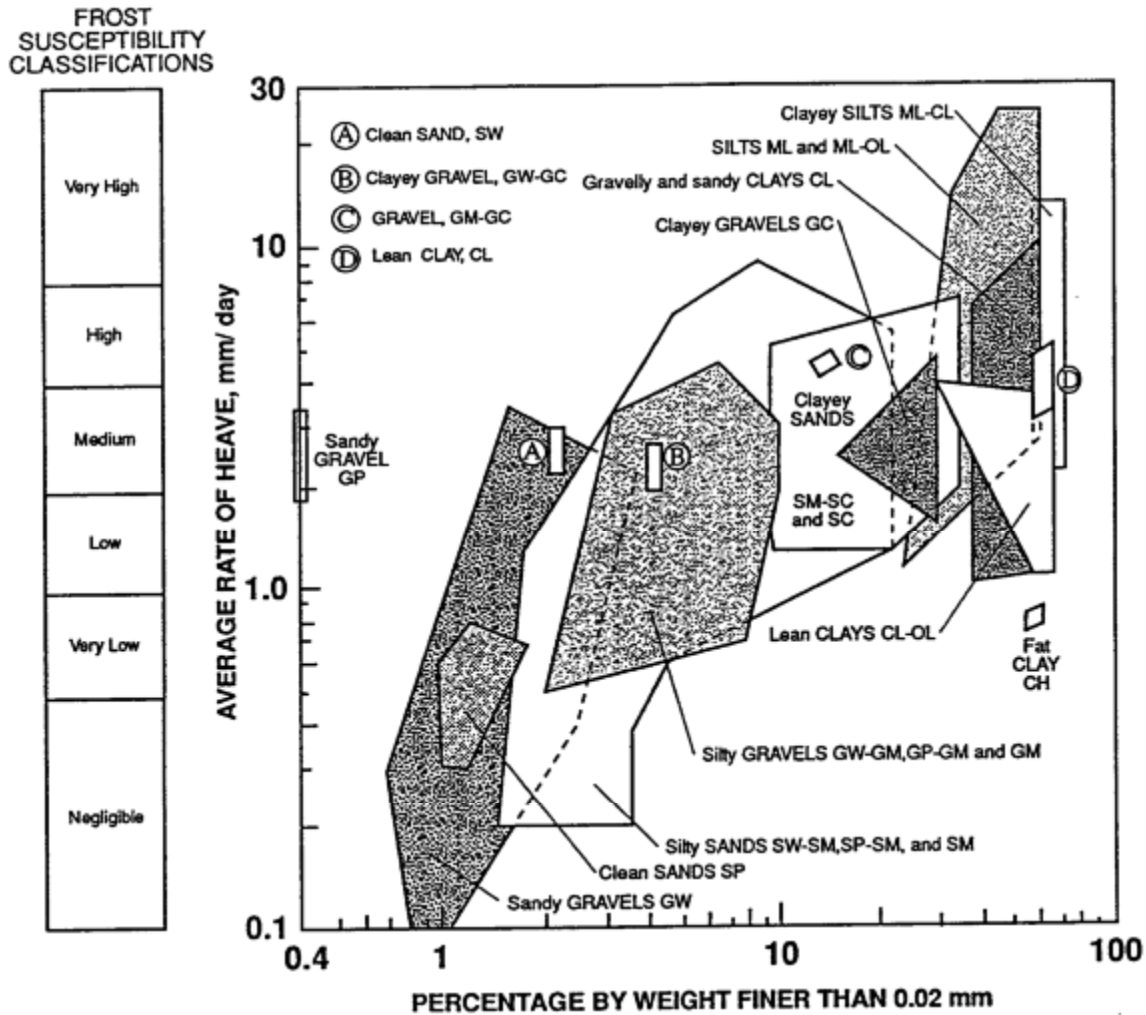 FROST
SUSCEPTIBILITY
CLASSIFICATIONS
Very High
High
Medium
Low
Very Low
Negligible
AVERAGE RATE OF HEAVE, mm/ day
30
10
1.0
0.1
A Clean SAND, SW
B Clayey GRAVEL, GW-GC
C GRAVEL, GM-GC
D Lean CLAY, CL
Clayey SILTS ML-CL
SILTS ML and ML-OL
Gravelly and sandy CLAYS CL
Clayey GRAVELS GC
Sandy
GRAVEL
GP
A
B
C
D
Clayey
SANDS
SM-SC
and SC
Lean CLAYS CL-OL
Fat
CLAY
CH
Silty GRAVELS GW-GM,GP-GM and GM
Silty SANDS SW-SM,SP-SM, and SM
Clean SANDS SP
Sandy GRAVELS GW
0.4
1
10
100
PERCENTAGE BY WEIGHT FINER THAN 0.02 mm